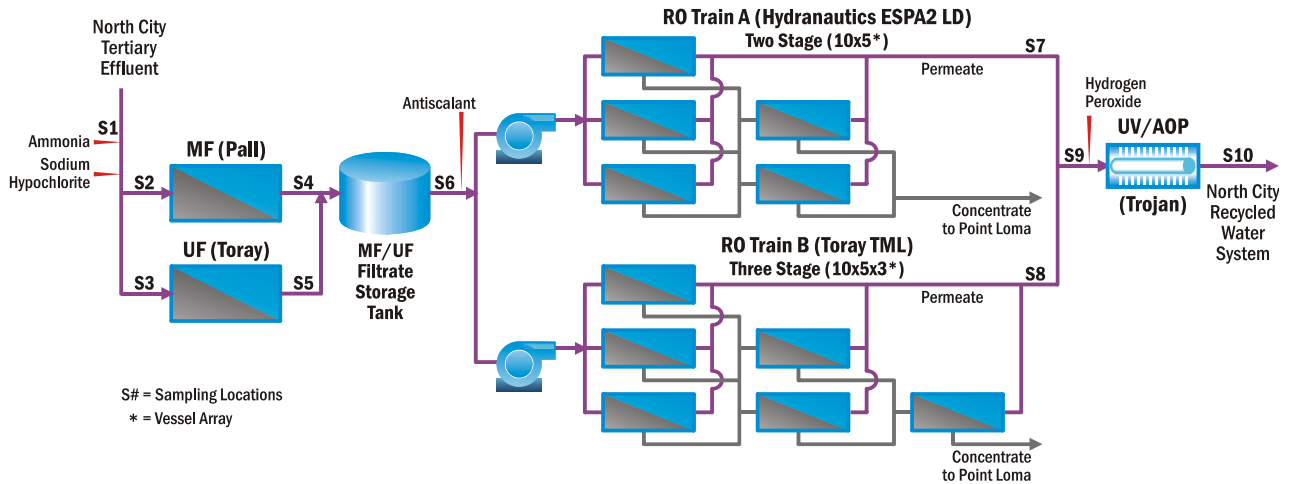 North City
Tertiary
Effluent
S1
Ammonia
Sodium
Hypochlorite
S2
MF (Pall)
S4
S3
UF (Toray)
S5
MF/UF
Filtrate
Storage
Tank
S6
Antiscalant
RO Train A (Hydranautics ESPA2 LD)
Two Stage (10x5*)
S7
Permeate
Concentrate
to Point Loma
RO Train B (Toray TML)
Three Stage (10x5x3*)
S8
Permeate
Concentrate
to Point Loma
S9
Hydrogen
Peroxide
UV/AOP
(Trojan)
S10
North City
Recycled
Water
System
S# = Sampling Locations
* = Vessel Array